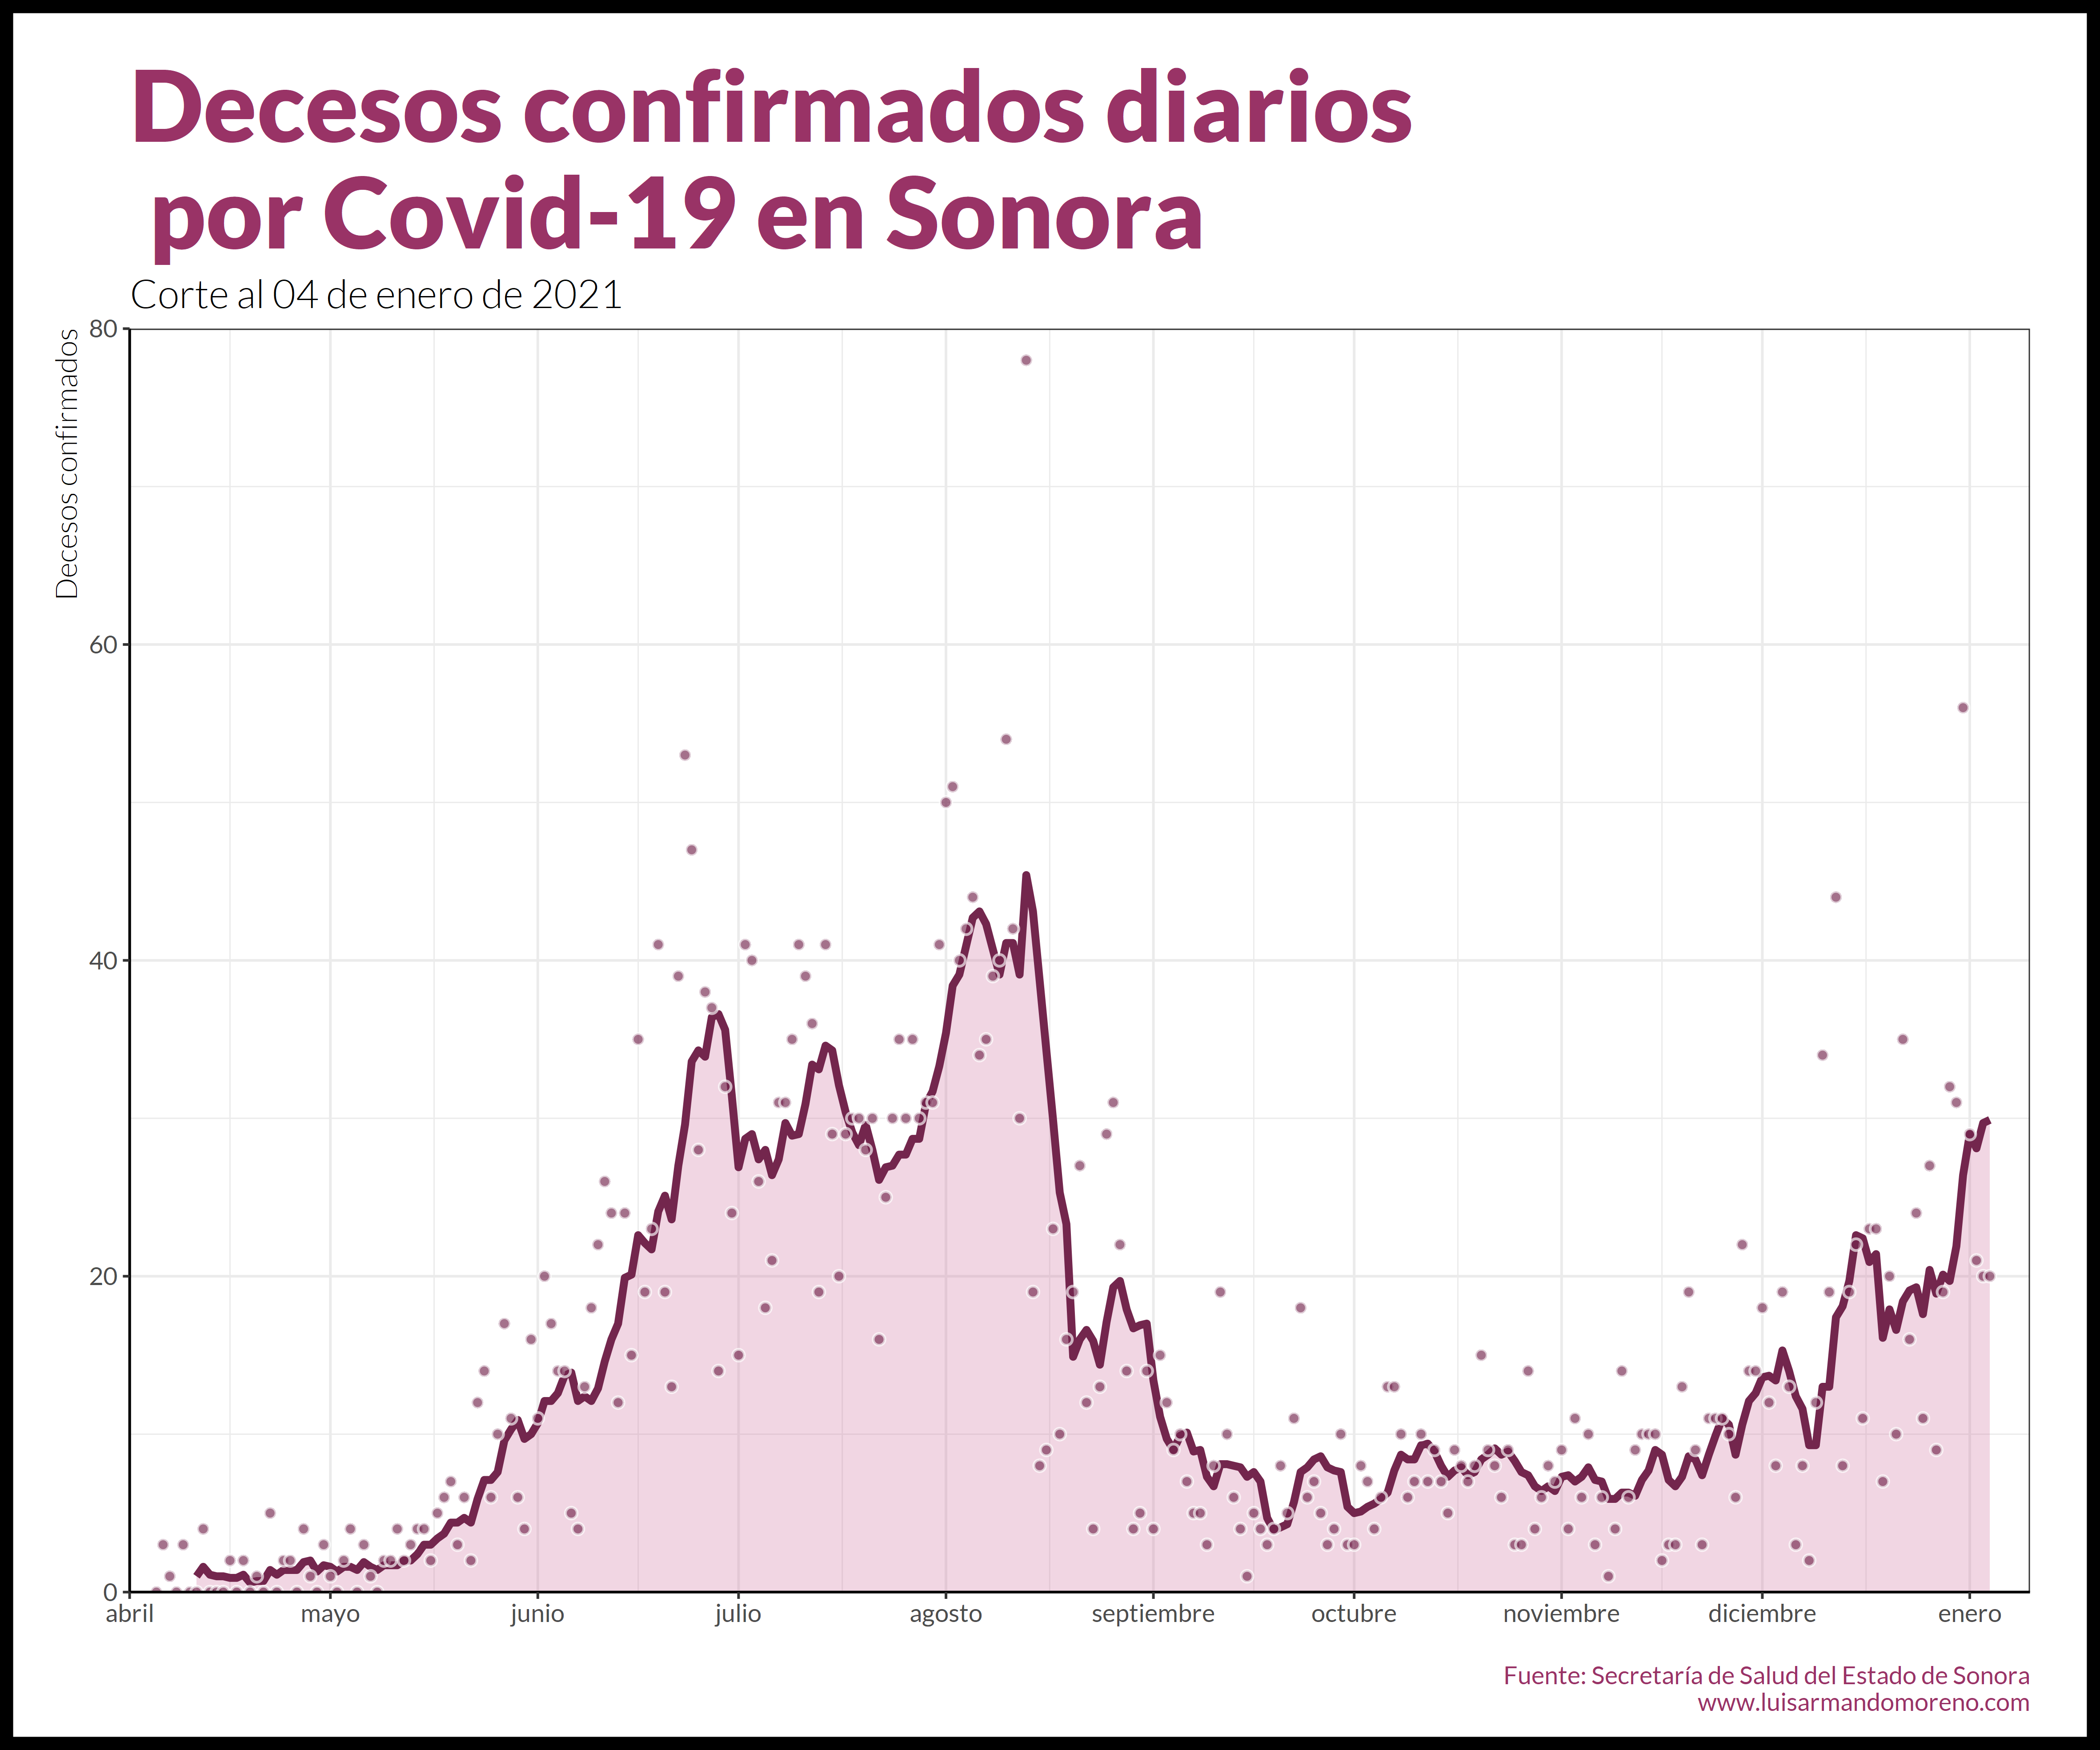 Decesos confirmados diarios
por Covid-19 en Sonora
Corte al 04 de enero de 2021
Decesos confirmados
80
60
40
20
0
abril mayo junio julio agosto septiembre octubre noviembre diciembre enero
Fuente: Secretaría de Salud del Estado de Sonora
www.luisarmandomoreno.com